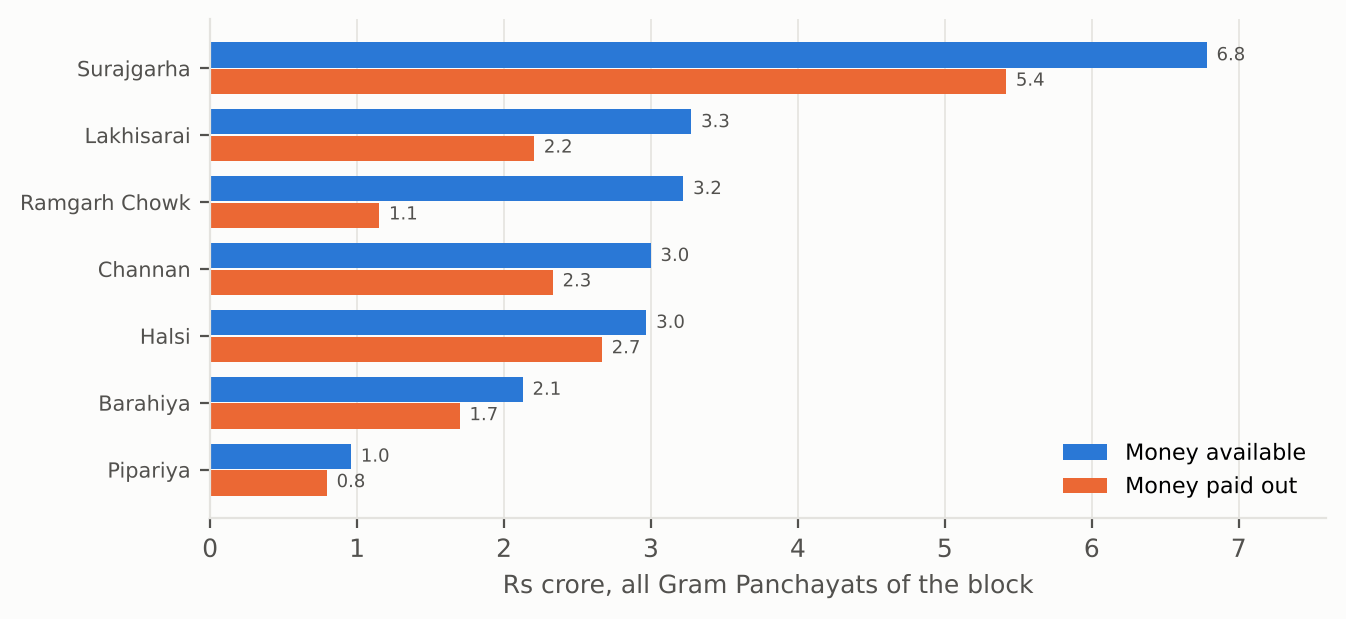 Surajgarha 6.8
5.4
Lakhisarai 3.3
2.2
Ramgarh Chowk 3.2
1.1
Channan 3.0
2.3
Halsi 3.0
2.7
Barahiya 2.1
1.7
Pipariya 1.0
0.8
Money available
Money paid out
0 1 2 3 4 5 6 7
Rs crore, all Gram Panchayats of the block